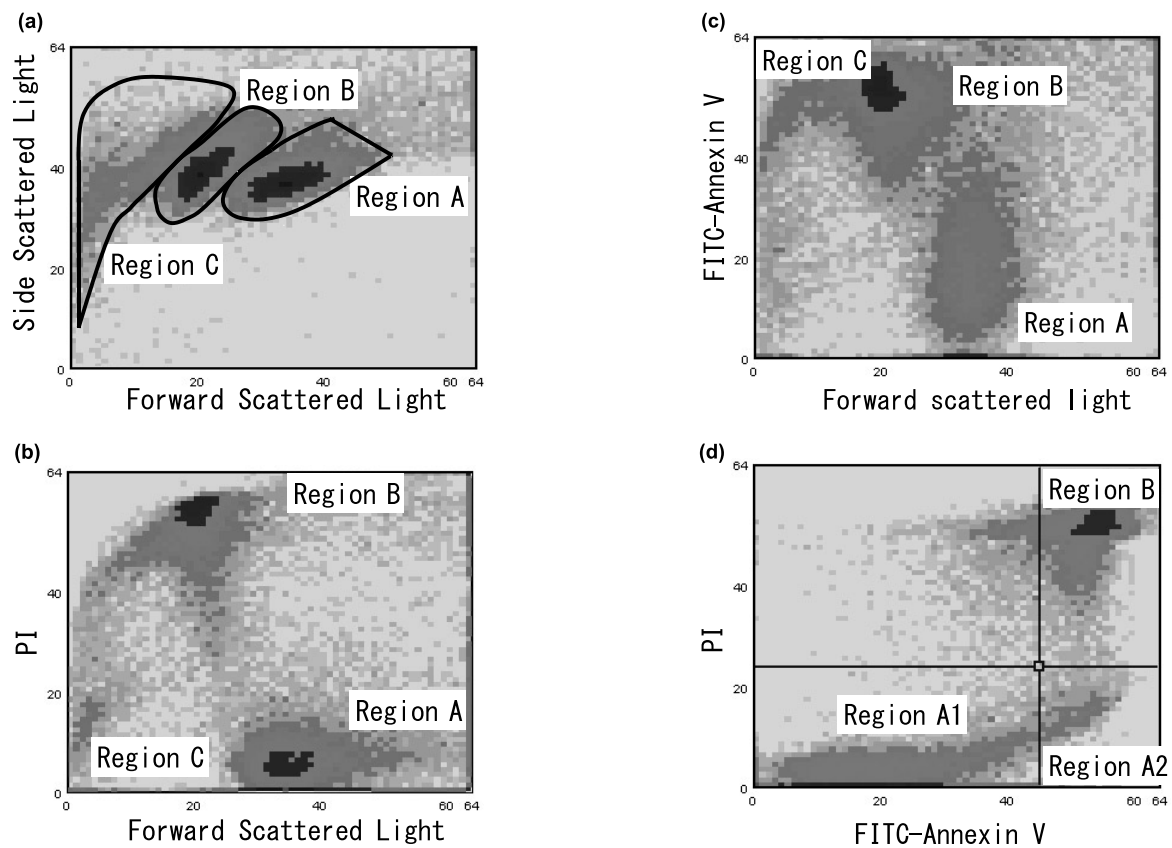 (a)
64
40
20
0
Side Scattered Light
Region B
Region A
Region C
0 20 40 60 64
Forward Scattered Light
(b)
64
40
20
0
PI
Region B
Region A
Region C
0 20 40 60 64
Forward Scattered Light
(c)
64
40
20
0
FITC-Annexin V
Region C
Region B
Region A
0 20 40 60 64
Forward scattered light
(d)
64
40
20
0
PI
Region B
Region A1
Region A2
0 20 40 60 64
FITC-Annexin V